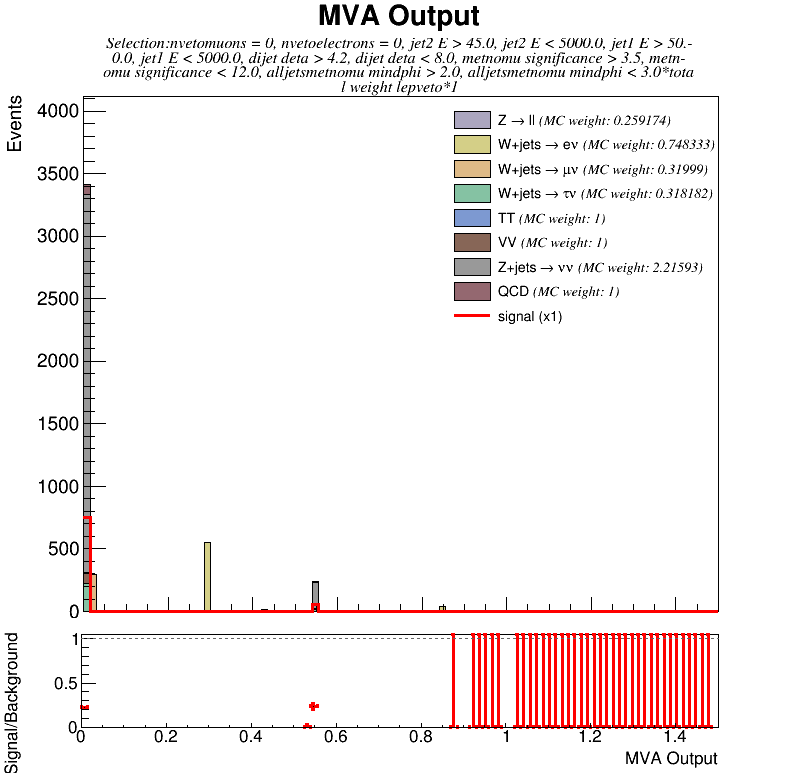 MVA Output
Selection:nvetomuons = 0, nvetoelectrons = 0, jet2 E > 45.0, jet2 E < 5000.0, jet1 E > 50.-
0.0, jet1 E < 5000.0, dijet deta > 4.2, dijet deta < 8.0, metnomu significance > 3.5, metn-
omu significance < 12.0, alljetsmetnomu mindphi > 2.0, alljetsmetnomu mindphi < 3.0*tota
l weight lepveto*1
Events
4000
3500
3000
2500
2000
1500
1000
500
0
Z → ll (MC weight: 0.259174)
W+jets → eν (MC weight: 0.748333)
W+jets → μν (MC weight: 0.31999)
W+jets → τν (MC weight: 0.318182)
TT (MC weight: 1)
VV (MC weight: 1)
Z+jets → νν (MC weight: 2.21593)
QCD (MC weight: 1)
signal (x1)
Signal/Background
1
0.5
0
0 0.2 0.4 0.6 0.8 1 1.2 1.4
MVA Output